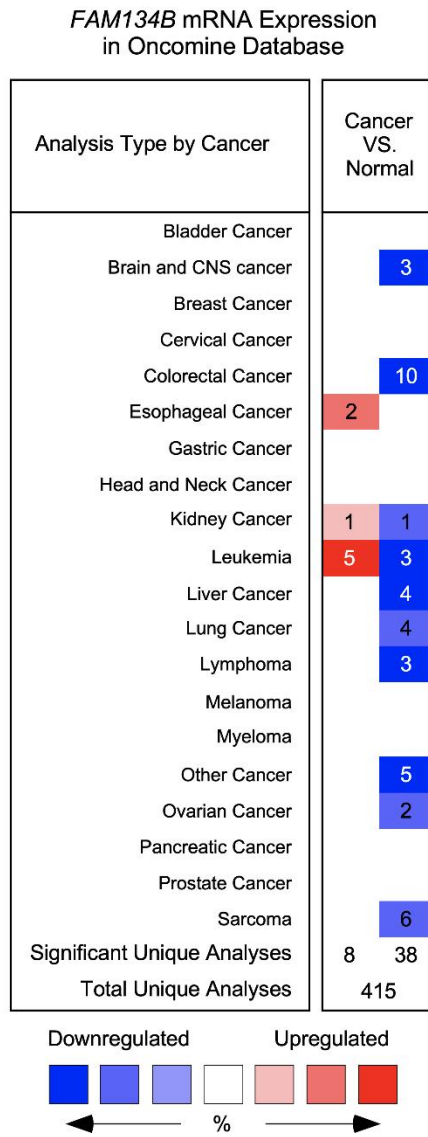 FAM134B mRNA Expression
in Oncomine Database
Analysis Type by Cancer
Cancer
VS.
Normal
Bladder Cancer
Brain and CNS cancer 3
Breast Cancer
Cervical Cancer
Colorectal Cancer 10
Esophageal Cancer 2
Gastric Cancer
Head and Neck Cancer
Kidney Cancer 1 1
Leukemia 5 3
Liver Cancer 4
Lung Cancer 4
Lymphoma 3
Melanoma
Myeloma
Other Cancer 5
Ovarian Cancer 2
Pancreatic Cancer
Prostate Cancer
Sarcoma 6
Significant Unique Analyses 8 38
Total Unique Analyses 415
Downregulated Upregulated
%